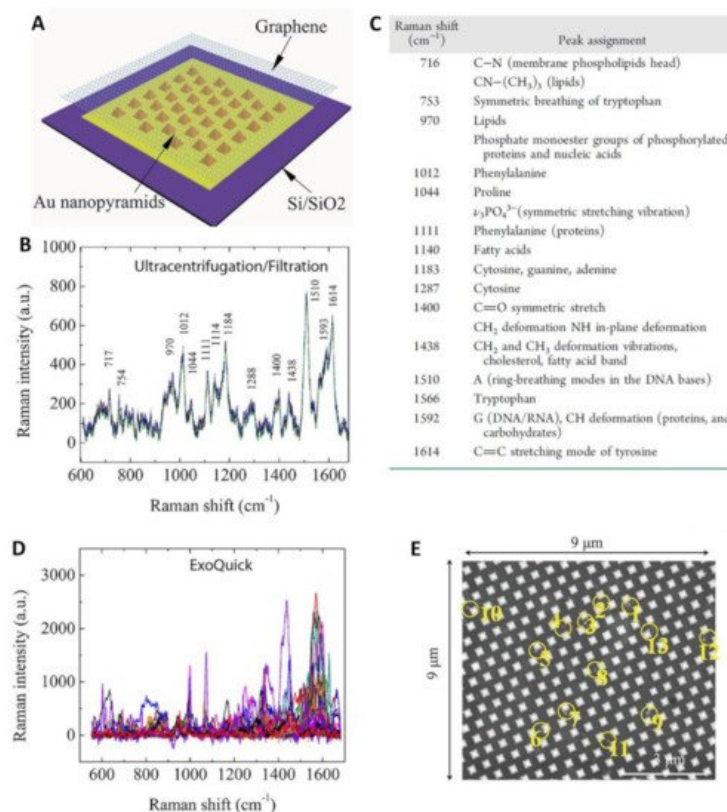 A
Graphene
Au nanopyramids
Si/SiO2
B
Ultracentrifugation/Filtration
Raman intensity (a.u.)
1000
800
600
400
200
0
717
754
970
1012
1044
1111
1114
1184
1288
1400
1438
1510
1593
1614
600 800 1000 1200 1400 1600
Raman shift (cm-1)
C
Raman shift (cm-1) Peak assignment
716 C−N (membrane phospholipids head)
CN−(CH3)3 (lipids)
753 Symmetric breathing of tryptophan
970 Lipids
Phosphate monoester groups of phosphorylated
proteins and nucleic acids
1012 Phenylalanine
1044 Proline
ν3PO43−(symmetric stretching vibration)
1111 Phenylalanine (proteins)
1140 Fatty acids
1183 Cytosine, guanine, adenine
1287 Cytosine
1400 C=O symmetric stretch
CH2 deformation NH in-plane deformation
1438 CH2 and CH3 deformation vibrations,
cholesterol, fatty acid band
1510 A (ring-breathing modes in the DNA bases)
1566 Tryptophan
1592 G (DNA/RNA), CH deformation (proteins, and
carbohydrates)
1614 C=C stretching mode of tyrosine
D
ExoQuick
Raman intensity (a.u.)
3000
2000
1000
0
600 800 1000 1200 1400 1600
Raman shift (cm-1)
E
9 µm
9 µm
10
4
3
2
1
13
12
5
8
7
6
11
9
2 µm